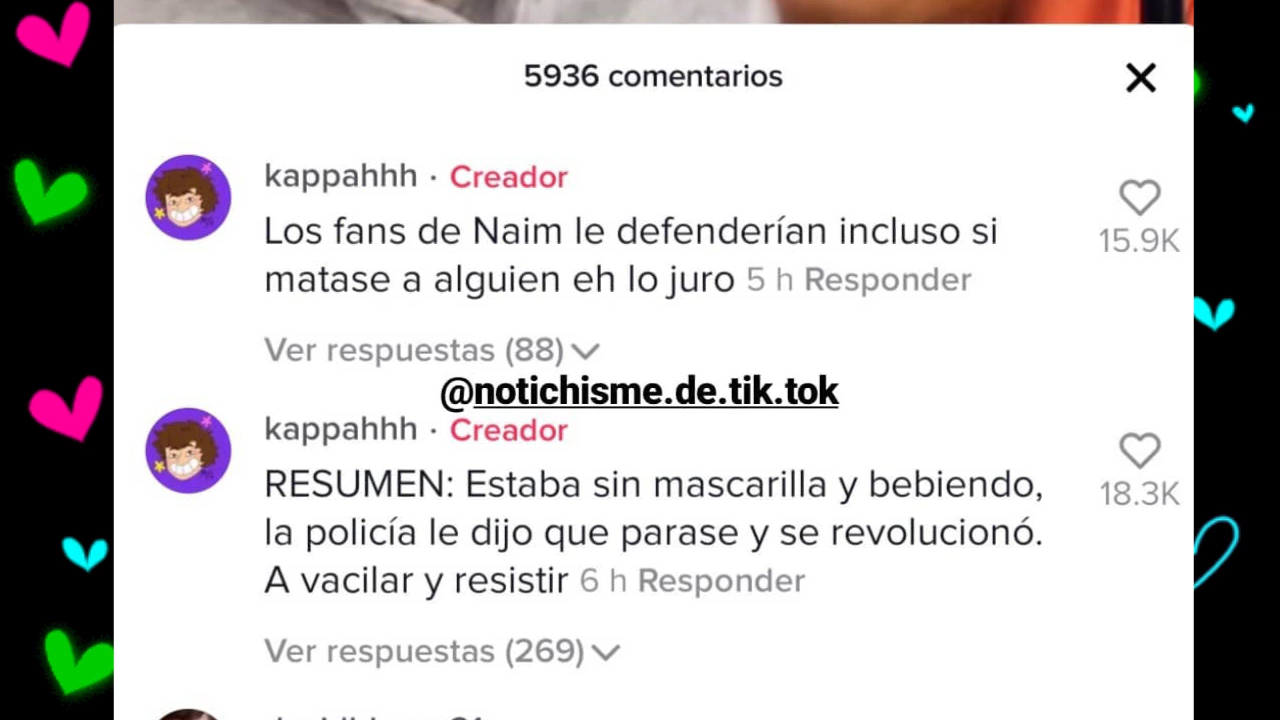 5936 comentarios
kappahhh · Creador
Los fans de Naim le defenderían incluso si
matase a alguien eh lo juro 5 h Responder
15.9K
Ver respuestas (88)
@notichisme.de.tik.tok
kappahhh · Creador
RESUMEN: Estaba sin mascarilla y bebiendo,
la policía le dijo que parase y se revolucionó.
A vacilar y resistir 6 h Responder
18.3K
Ver respuestas (269)